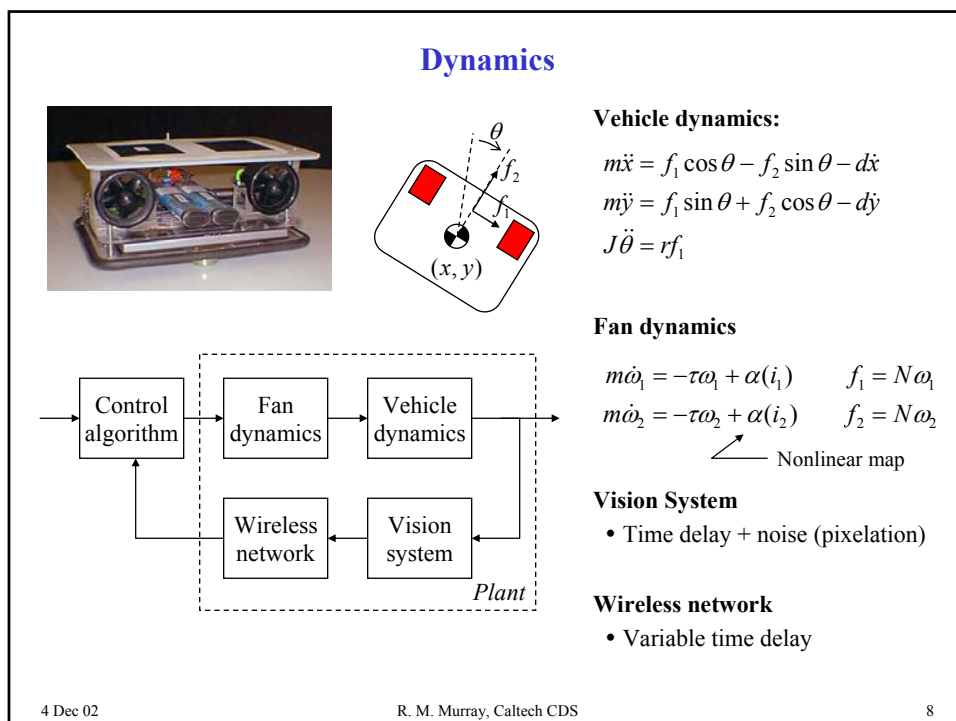 Dynamics
θ
f₂
f₁
(x, y)
Vehicle dynamics:
mẍ = f₁ cos θ − f₂ sin θ − dẋ
mÿ = f₁ sin θ + f₂ cos θ − dẏ
Jθ̈ = rf₁
Fan dynamics
mω̇₁ = −τω₁ + α(i₁) f₁ = Nω₁
mω̇₂ = −τω₂ + α(i₂) f₂ = Nω₂
Nonlinear map
Control
algorithm
Fan
dynamics
Vehicle
dynamics
Wireless
network
Vision
system
Plant
Vision System
• Time delay + noise (pixelation)
Wireless network
• Variable time delay
4 Dec 02 R. M. Murray, Caltech CDS 8